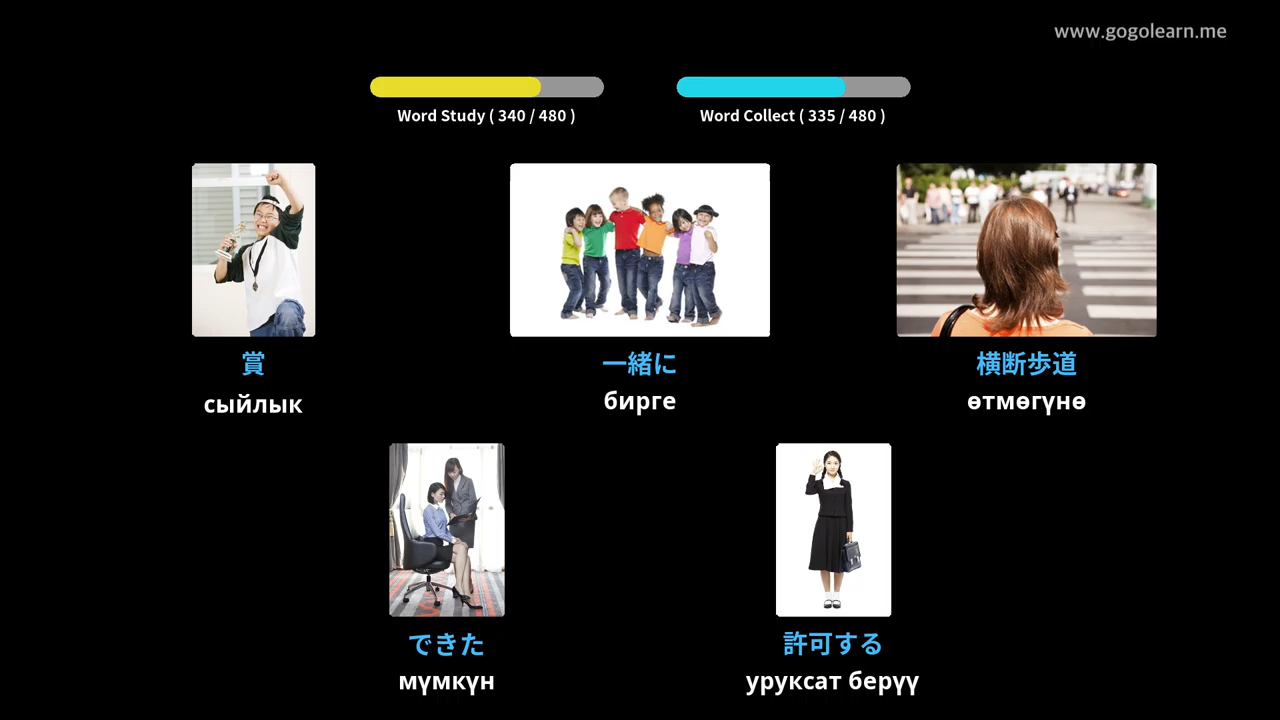 www.gogolearn.me
Word Study ( 340 / 480 )
Word Collect ( 335 / 480 )
賞
сыйлык
一緒に
бирге
横断歩道
өтмөгүнө
できた
мүмкүн
許可する
уруксат берүү